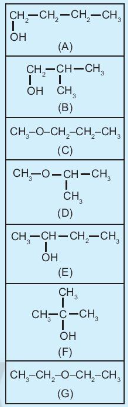 CH₂–CH₂–CH₂–CH₃
OH
(A)
CH₂–CH–CH₃
OH CH₃
(B)
CH₃–O–CH₂–CH₂–CH₃
(C)
CH₃–O–CH–CH₃
CH₃
(D)
CH₃–CH–CH₂–CH₃
OH
(E)
CH₃
CH₃–C–CH₃
OH
(F)
CH₃–CH₂–O–CH₂–CH₃
(G)